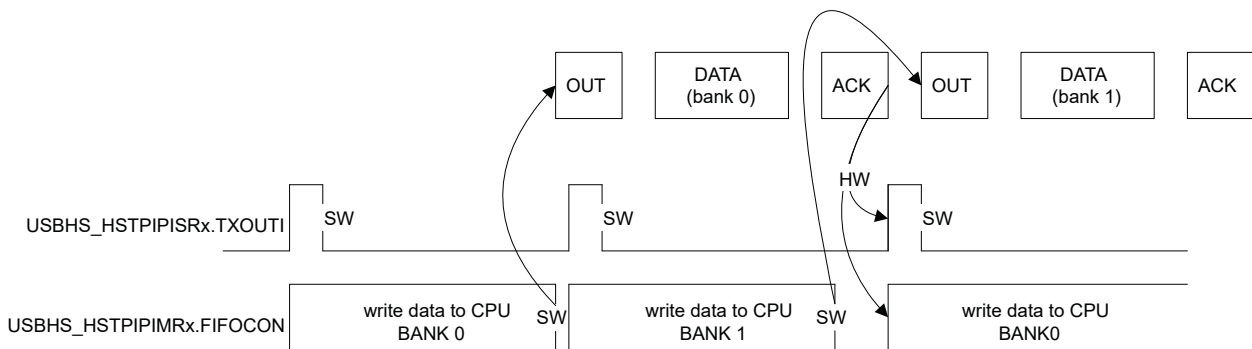 OUT
DATA
(bank 0)
ACK
OUT
DATA
(bank 1)
ACK
HW
USBHS_HSTPIPISRx.TXOUTI
SW
SW
SW
USBHS_HSTPIPIMRx.FIFOCON
write data to CPU
BANK 0
SW
write data to CPU
BANK 1
SW
write data to CPU
BANK0